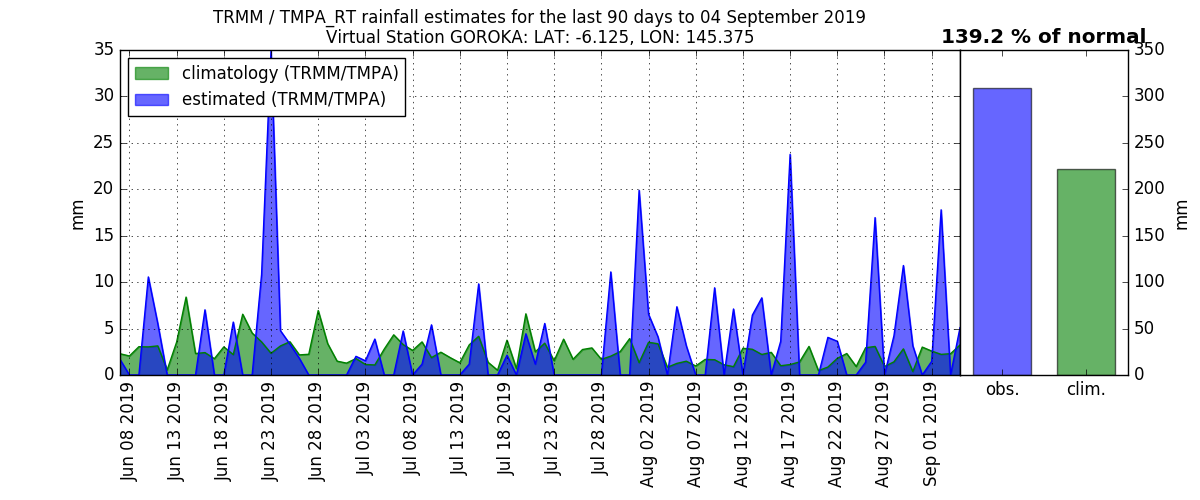 TRMM / TMPA_RT rainfall estimates for the last 90 days to 04 September 2019
Virtual Station GOROKA: LAT: -6.125, LON: 145.375
139.2 % of normal
climatology (TRMM/TMPA)
estimated (TRMM/TMPA)
35
30
25
20
15
10
5
0
mm
Jun 08 2019
Jun 13 2019
Jun 18 2019
Jun 23 2019
Jun 28 2019
Jul 03 2019
Jul 08 2019
Jul 13 2019
Jul 18 2019
Jul 23 2019
Jul 28 2019
Aug 02 2019
Aug 07 2019
Aug 12 2019
Aug 17 2019
Aug 22 2019
Aug 27 2019
Sep 01 2019
obs.
clim.
350
300
250
200
150
100
50
0
mm